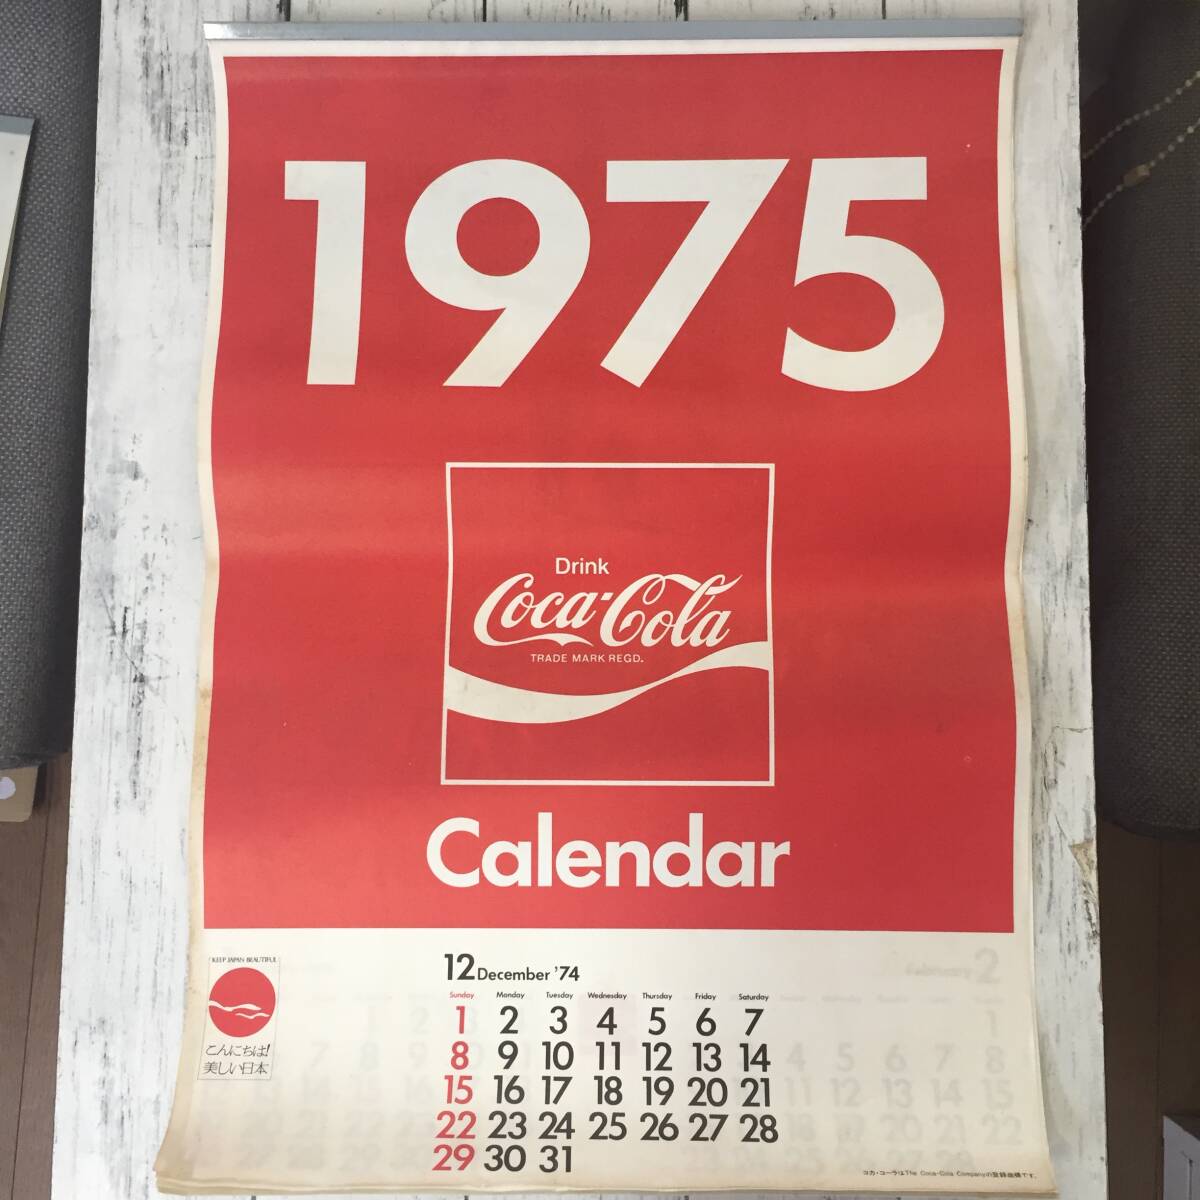 1975
Drink
Coca-Cola
TRADE MARK REGD.
Calendar
KEEP JAPAN BEAUTIFUL
こんにちは!
美しい日本
12 December '74
Sunday Monday Tuesday Wednesday Thursday Friday Saturday
1 2 3 4 5 6 7
8 9 10 11 12 13 14
15 16 17 18 19 20 21
22 23 24 25 26 27 28
29 30 31
February 2
コカ・コーラはThe Coca-Cola Companyの登録商標です。